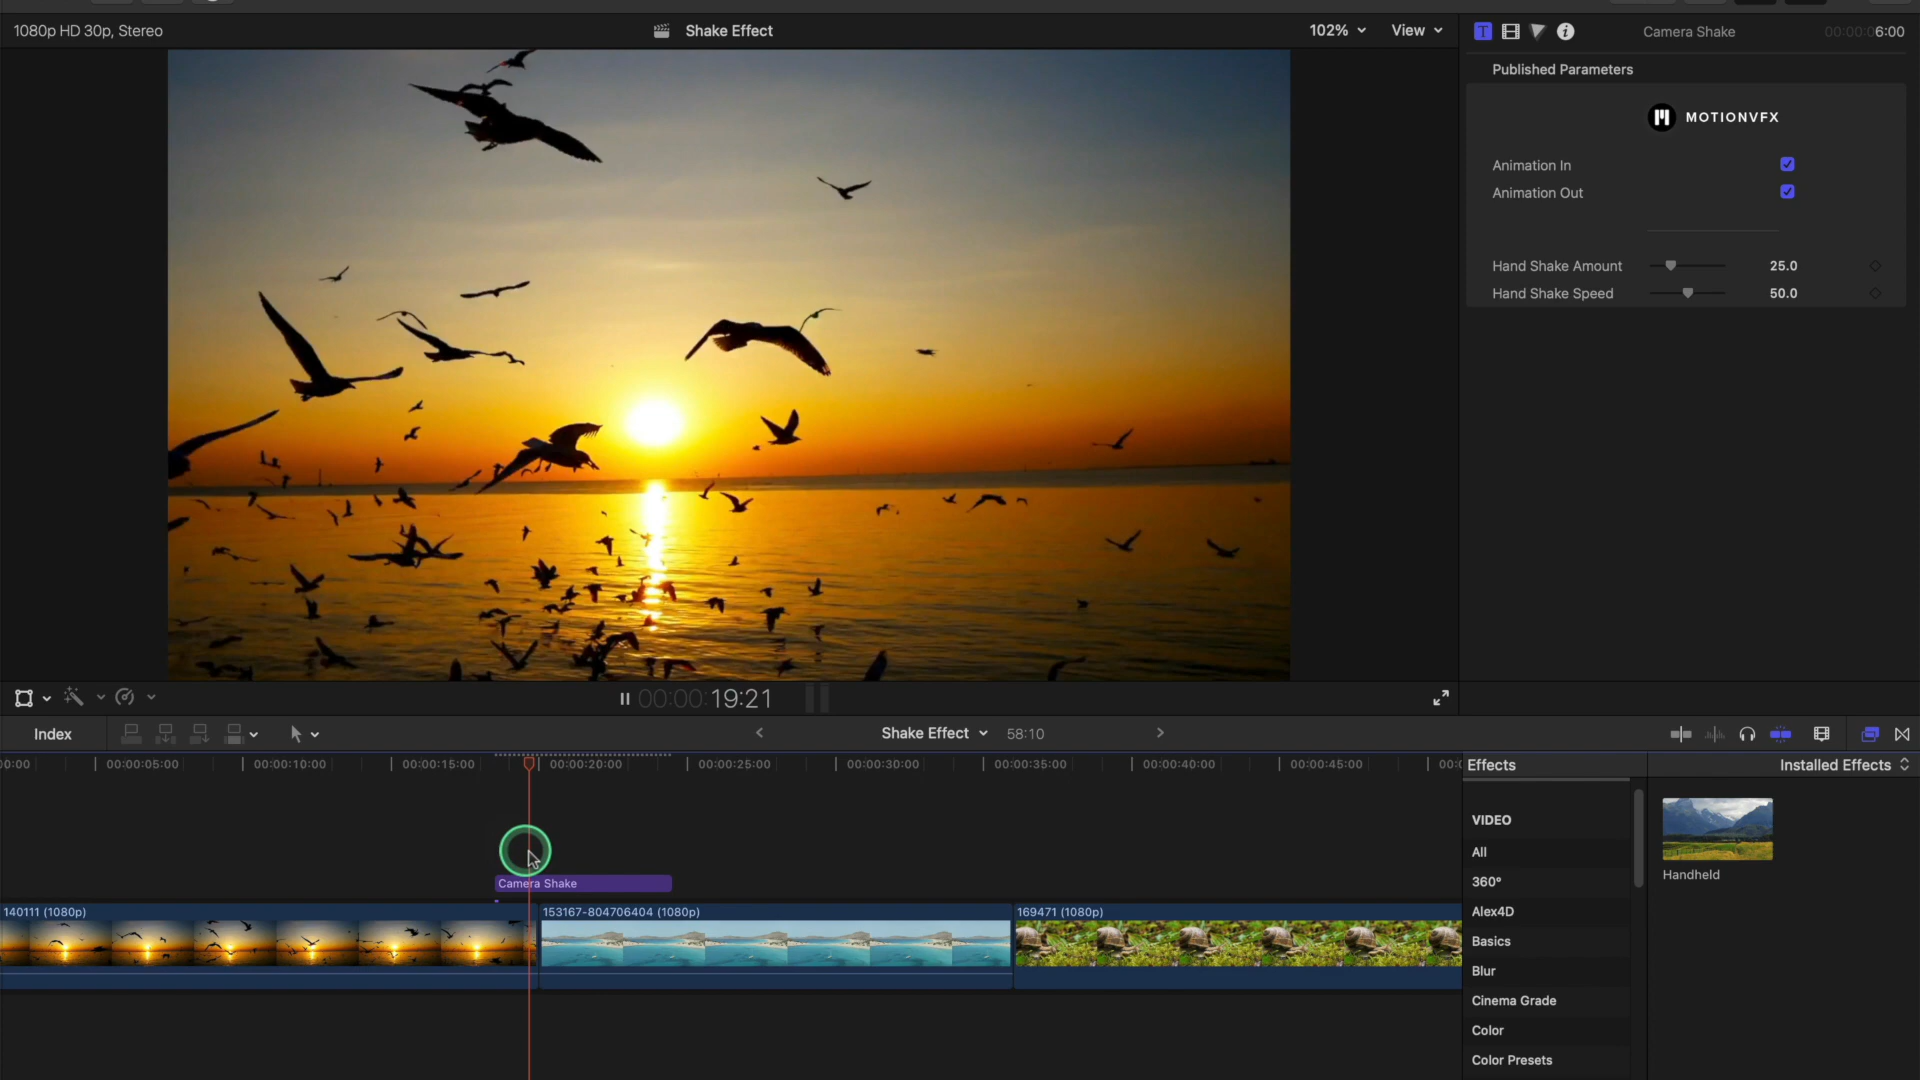 1080p HD 30p, Stereo
Shake Effect
102%
View
Camera Shake
00:00:06:00
Published Parameters
MOTIONVFX
Animation In
Animation Out
Hand Shake Amount
25.0
Hand Shake Speed
50.0
00:00:19:21
Index
Shake Effect
58:10
00:00:05:00
00:00:10:00
00:00:15:00
00:00:20:00
00:00:25:00
00:00:30:00
00:00:35:00
00:00:40:00
00:00:45:00
Effects
Installed Effects
VIDEO
All
360°
Alex4D
Basics
Blur
Cinema Grade
Color
Color Presets
Handheld
Camera Shake
140111 (1080p)
153167-804706404 (1080p)
169471 (1080p)